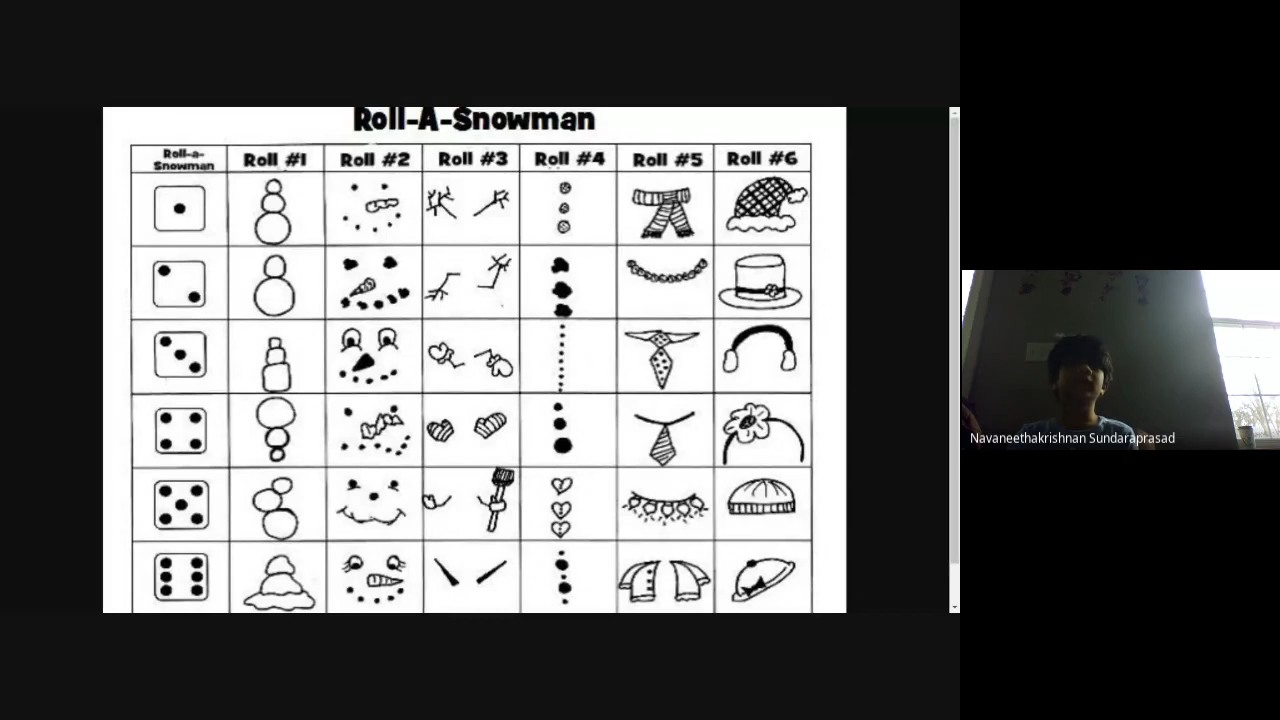 Roll-A-Snowman
Roll-a-
Snowman
Roll #1
Roll #2
Roll #3
Roll #4
Roll #5
Roll #6
Navaneethakrishnan Sundaraprasad